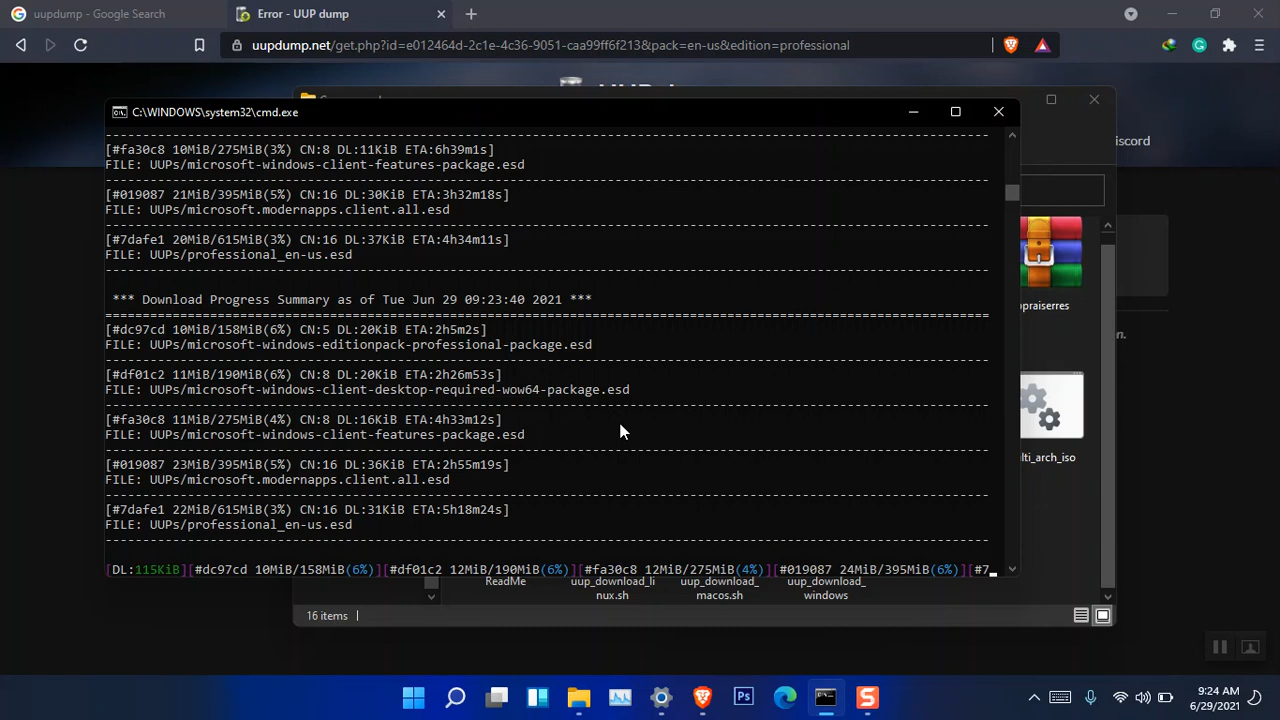 uupdump - Google Search
Error - UUP dump
uupdump.net/get.php?id=e012464d-2c1e-4c36-9051-caa99ff6f213&pack=en-us&edition=professional
C:\WINDOWS\system32\cmd.exe
iscord
--------------------------------------------------------------------------------
[#fa30c8 10MiB/275MiB(3%) CN:8 DL:11KiB ETA:6h39m1s]
FILE: UUPs/microsoft-windows-client-features-package.esd
--------------------------------------------------------------------------------
[#019087 21MiB/395MiB(5%) CN:16 DL:30KiB ETA:3h32m18s]
FILE: UUPs/microsoft.modernapps.client.all.esd
--------------------------------------------------------------------------------
[#7dafe1 20MiB/615MiB(3%) CN:16 DL:37KiB ETA:4h34m11s]
FILE: UUPs/professional_en-us.esd
--------------------------------------------------------------------------------
*** Download Progress Summary as of Tue Jun 29 09:23:40 2021 ***
================================================================================
[#dc97cd 10MiB/158MiB(6%) CN:5 DL:20KiB ETA:2h5m2s]
FILE: UUPs/microsoft-windows-editionpack-professional-package.esd
--------------------------------------------------------------------------------
[#df01c2 11MiB/190MiB(6%) CN:8 DL:20KiB ETA:2h26m53s]
FILE: UUPs/microsoft-windows-client-desktop-required-wow64-package.esd
--------------------------------------------------------------------------------
[#fa30c8 11MiB/275MiB(4%) CN:8 DL:16KiB ETA:4h33m12s]
FILE: UUPs/microsoft-windows-client-features-package.esd
--------------------------------------------------------------------------------
[#019087 23MiB/395MiB(5%) CN:16 DL:36KiB ETA:2h55m19s]
FILE: UUPs/microsoft.modernapps.client.all.esd
--------------------------------------------------------------------------------
[#7dafe1 22MiB/615MiB(3%) CN:16 DL:31KiB ETA:5h18m24s]
FILE: UUPs/professional_en-us.esd
--------------------------------------------------------------------------------
[DL:115KiB][#dc97cd 10MiB/158MiB(6%)][#df01c2 12MiB/190MiB(6%)][#fa30c8 12MiB/275MiB(4%)][#019087 24MiB/395MiB(6%)][#7
ppraiserres
n.
lti_arch_iso
ReadMe
uup_download_li
nux.sh
uup_download_
macos.sh
uup_download_
windows
16 items
Ps
S
9:24 AM
6/29/2021